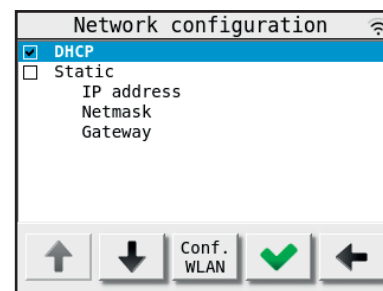 Network configuration
DHCP
Static
IP address
Netmask
Gateway
Conf.
WLAN